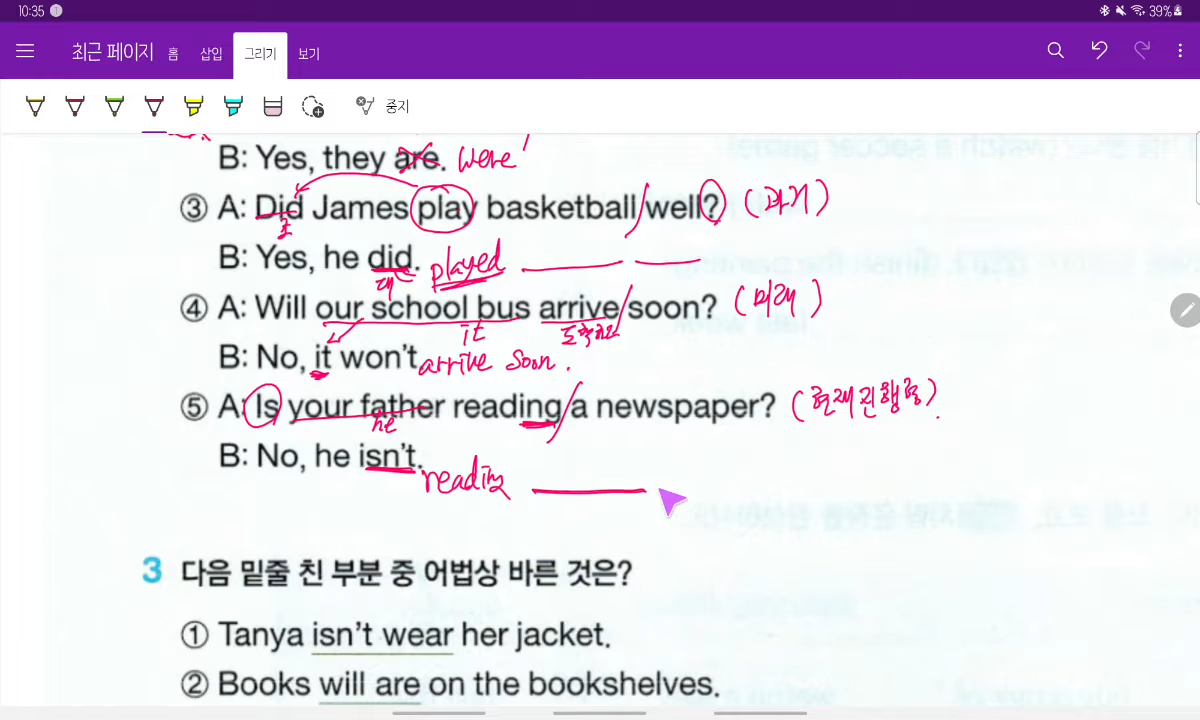 10:35 39%
최근 페이지 홈 삽입 그리기 보기
중지
B: Yes, they are. were
③ A: Did James play basketball well? (과거)
B: Yes, he did. played
④ A: Will our school bus arrive soon? (미래)
it
B: No, it won't arrive soon.
⑤ A: Is your father reading a newspaper? (현재진행형)
he
B: No, he isn't.
reading
3 다음 밑줄 친 부분 중 어법상 바른 것은?
① Tanya isn't wear her jacket.
② Books will are on the bookshelves.